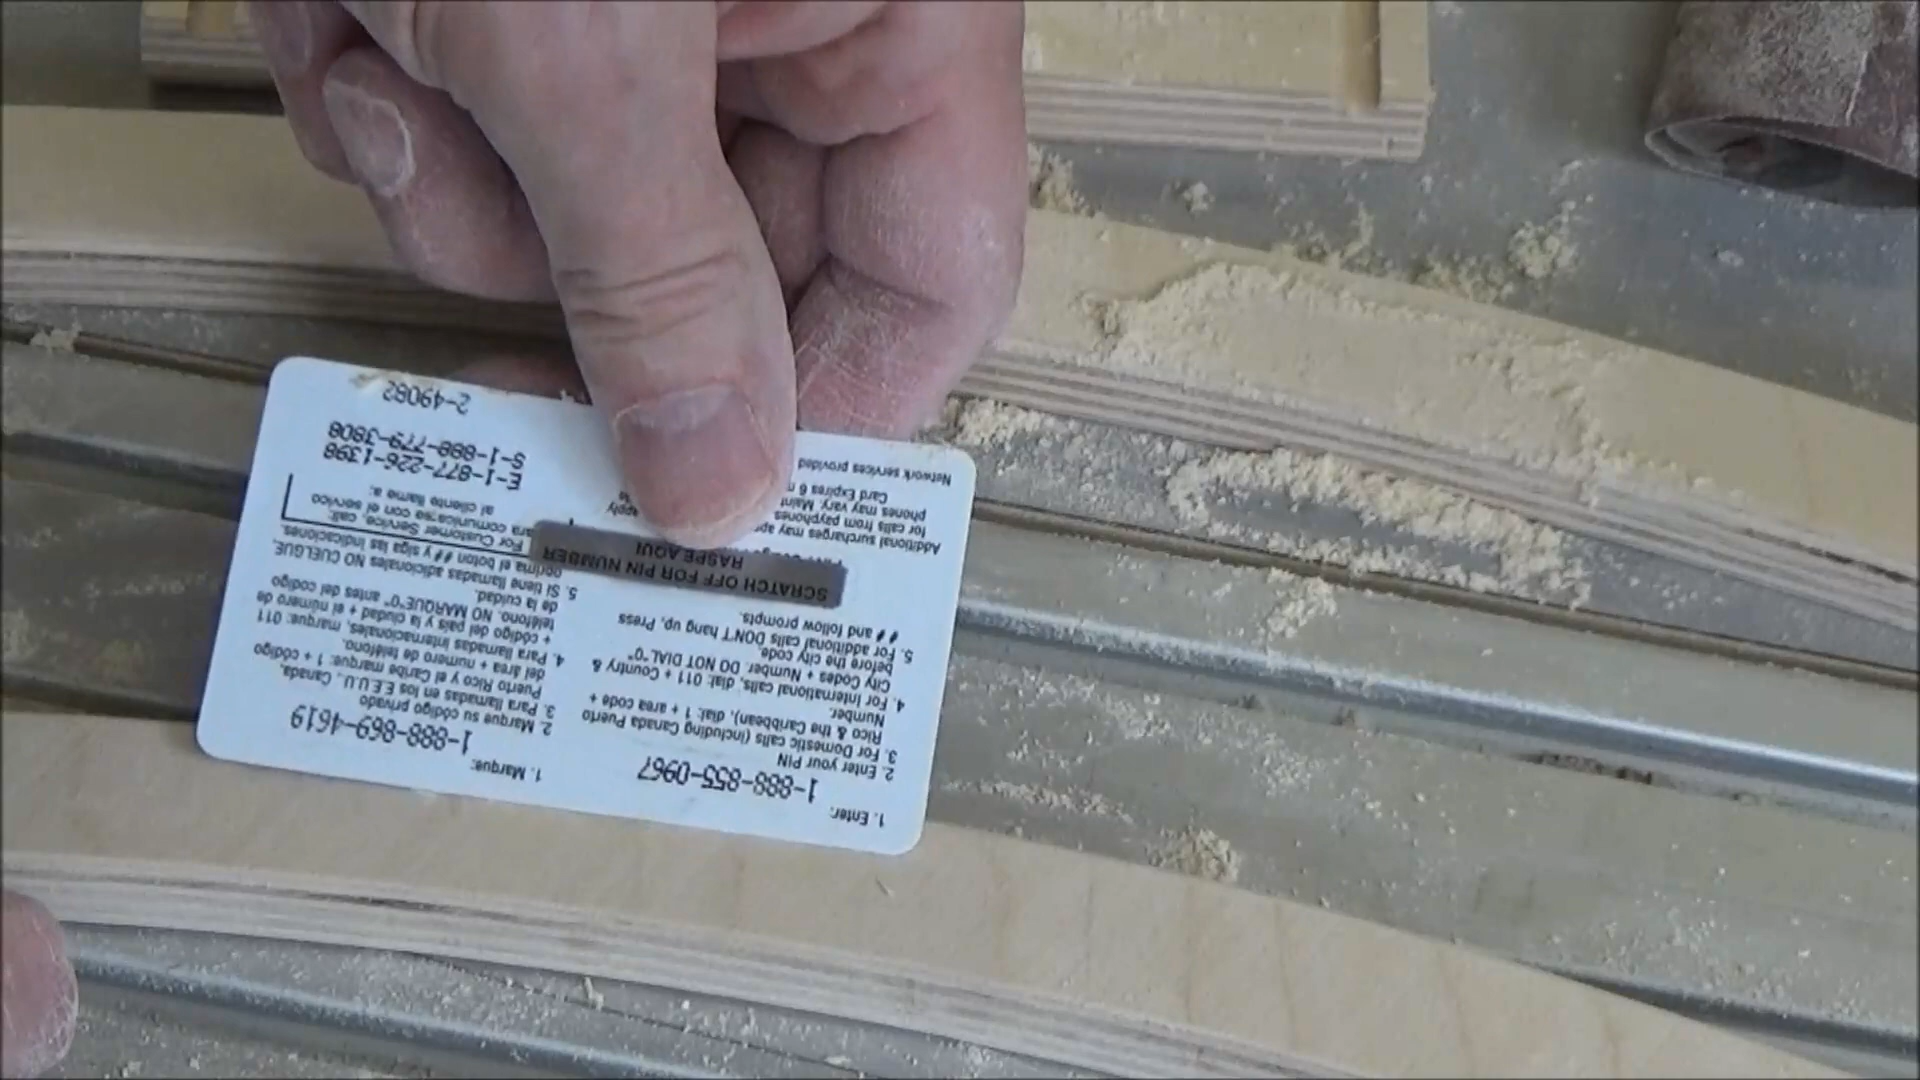 1. Enter:
1-888-855-0967
2. Enter your PIN
3. For Domestic calls (including Canada Puerto
Rico & the Caribbean), dial: 1 + area code +
Number.
4. For International calls, dial: 011 + Country &
City Codes + Number. DO NOT DIAL "0"
before the city code.
5. For additional calls DON'T hang up, Press
## and follow prompts.
1. Marque:
1-888-869-4619
2. Marque su código privado
3. Para llamadas en los E.E.U.U., Canada,
Puerto Rico y el Caribe marque: 1 + código
del área + numero de teléfono.
4. Para llamadas internacionales, marque: 011
+ código del país y la ciudad + el número de
teléfono. NO MARQUE "0" antes del codigo
de la cuidad.
5. Si tiene llamadas adicionales NO CUELGUE,
oprima el boton ## y siga las indicaciones.
SCRATCH OFF FOR PIN NUMBER
RASPE AQUI
Additional surcharges may
apply
for calls from payphones
phones may vary. Maint
Card Expires 6
Network services provided
For Customer Service, call:
ara comunicarse con el servico
al cliente llame a:
E-1-877-226-1398
S-1-888-779-3808
2-49082